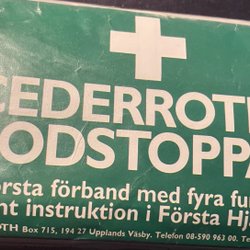 CEDERROTH
ODSTOPPA
örsta förband med fyra fu
nt instruktion i Första Hj
OTH Box 715, 194 27 Upplands Väsby. Telefon 08-590 963 00. T